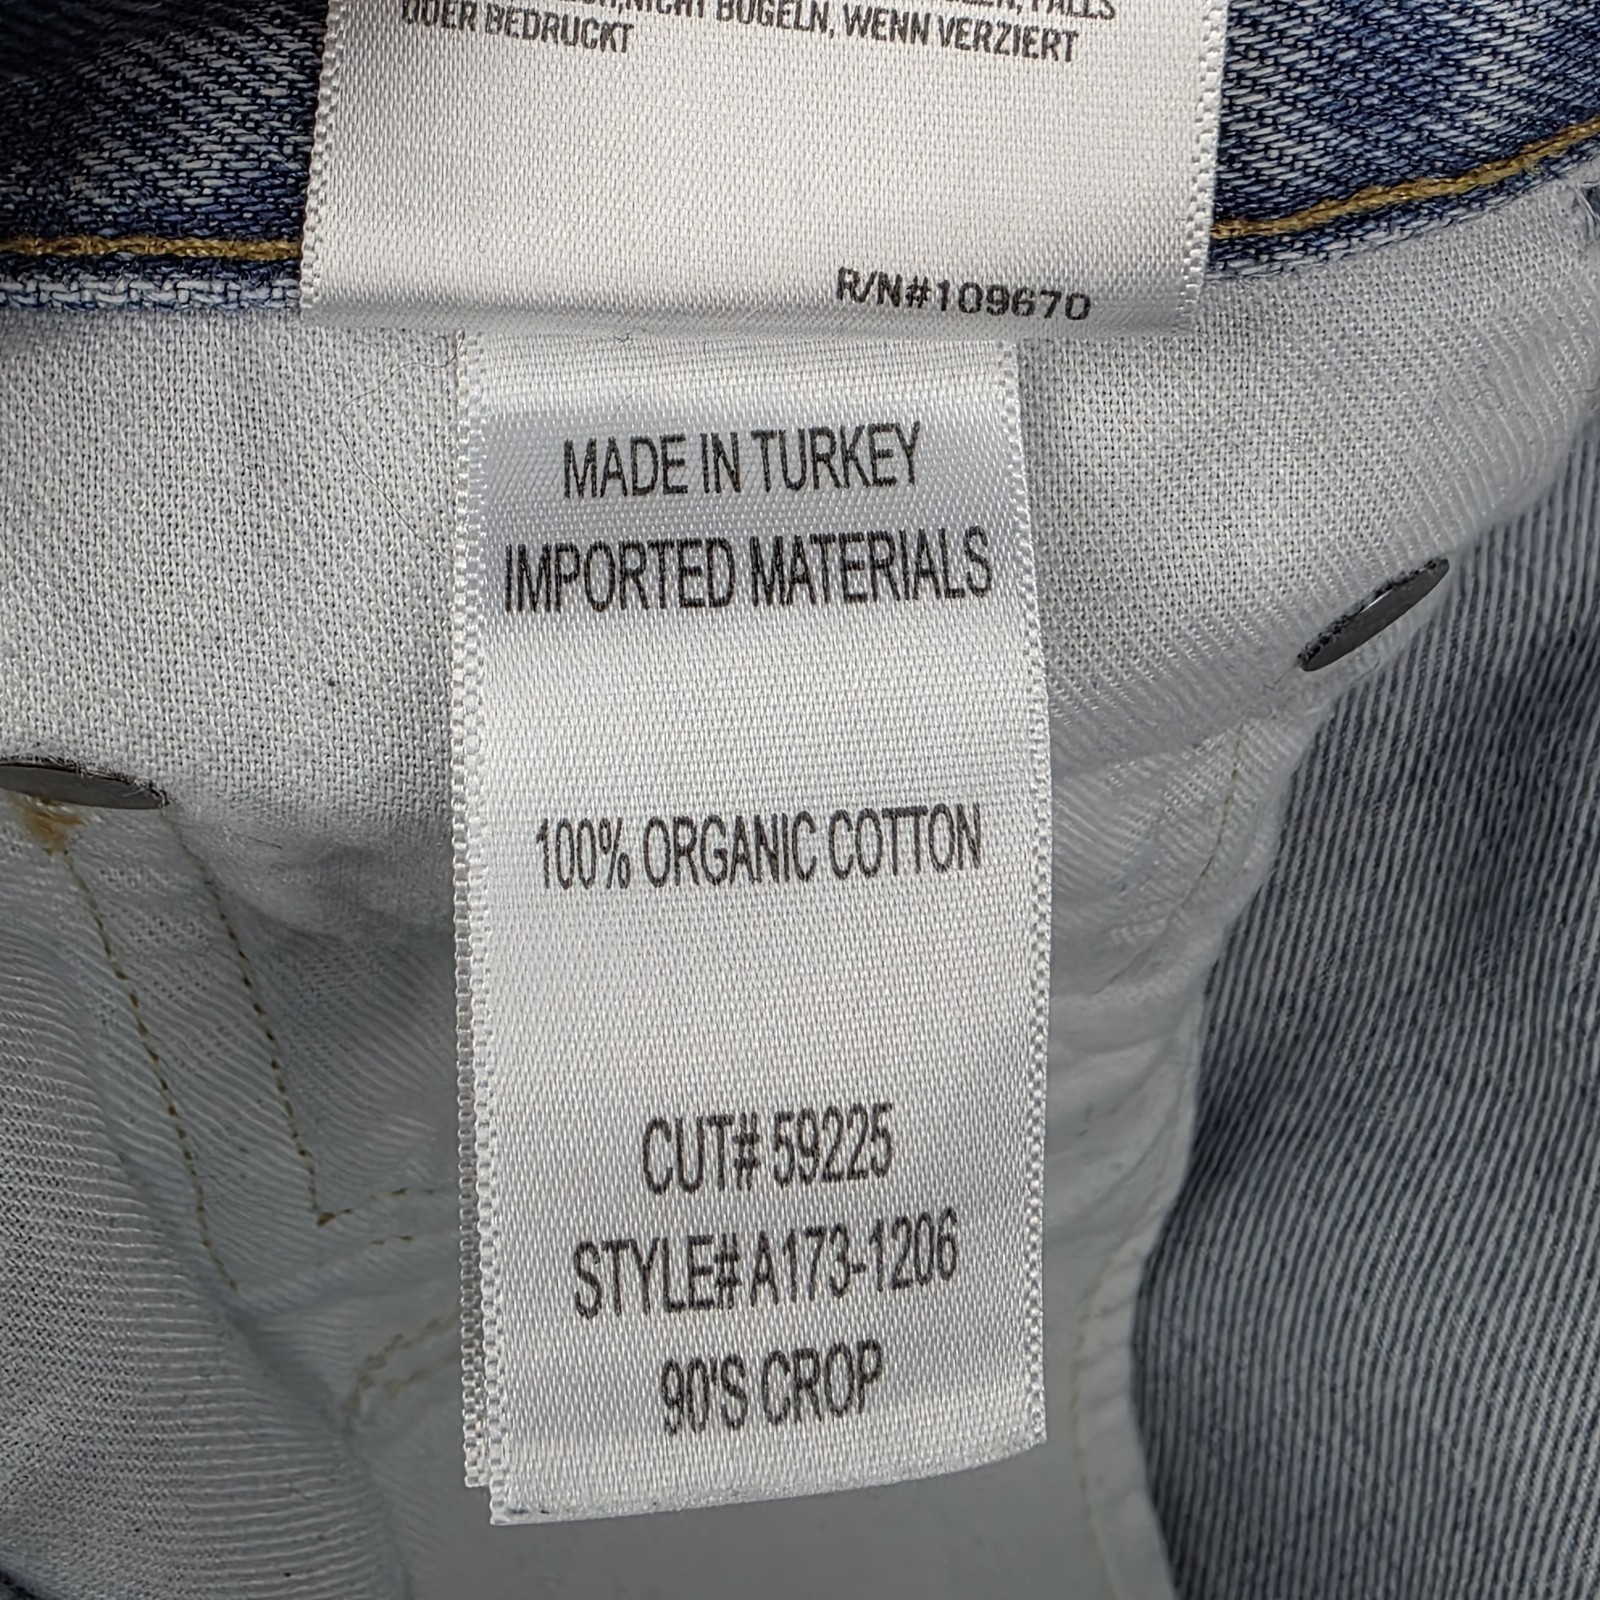 FALLS
NICHT BÜGELN, WENN VERZIERT
ODER BEDRUCKT
R/N#109670
MADE IN TURKEY
IMPORTED MATERIALS
100% ORGANIC COTTON
CUT# 59225
STYLE# A173-1206
90'S CROP